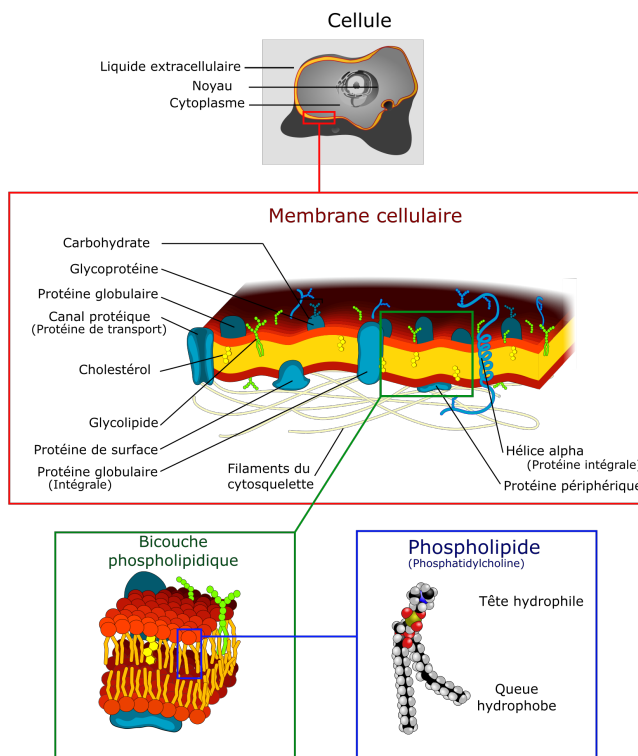 Cellule
Liquide extracellulaire
Noyau
Cytoplasme
Membrane cellulaire
Carbohydrate
Glycoprotéine
Protéine globulaire
Canal protéique
(Protéine de transport)
Cholestérol
Glycolipide
Protéine de surface
Protéine globulaire
(Intégrale)
Filaments du
cytosquelette
Hélice alpha
(Protéine intégrale)
Protéine périphérique
Bicouche
phospholipidique
Phospholipide
(Phosphatidylcholine)
Tête hydrophile
Queue
hydrophobe